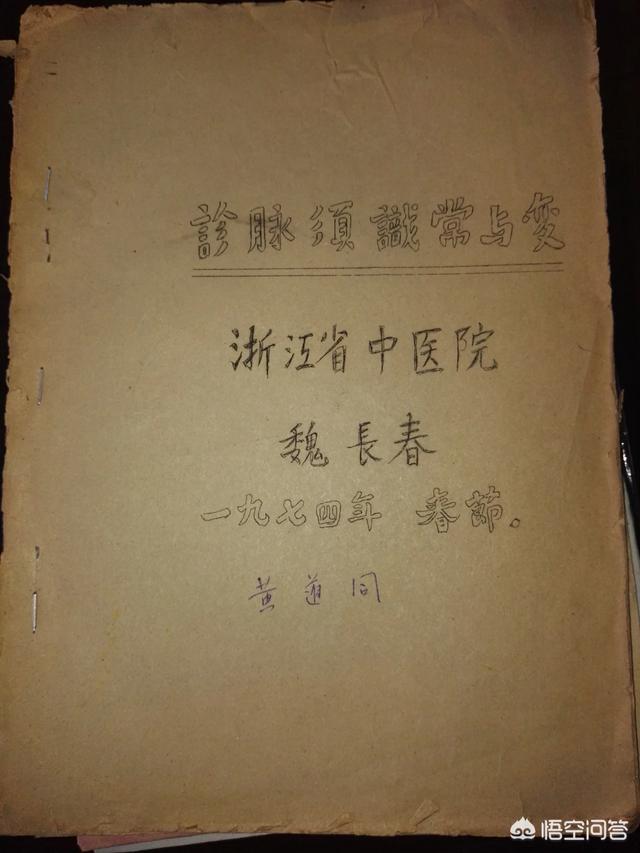 診脉須識常与変
浙江省中医院
魏長春
一九七四年 春節.
黄道同
悟空问答